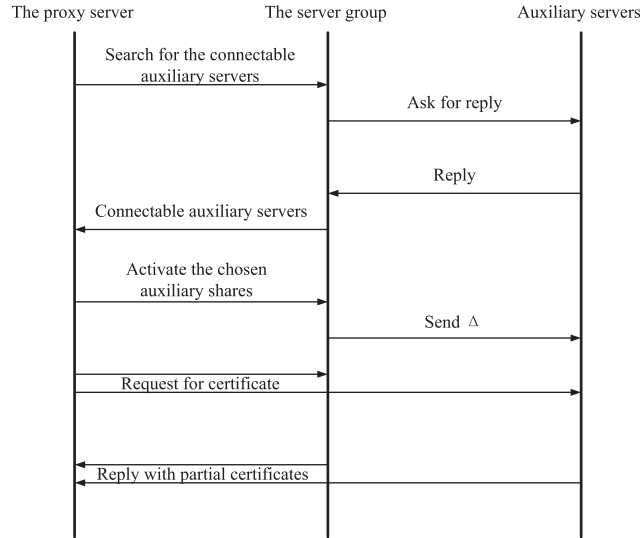 The proxy server
The server group
Auxiliary servers
Search for the connectable
auxiliary servers
Ask for reply
Reply
Connectable auxiliary servers
Activate the chosen
auxiliary shares
Send Δ
Request for certificate
Reply with partial certificates